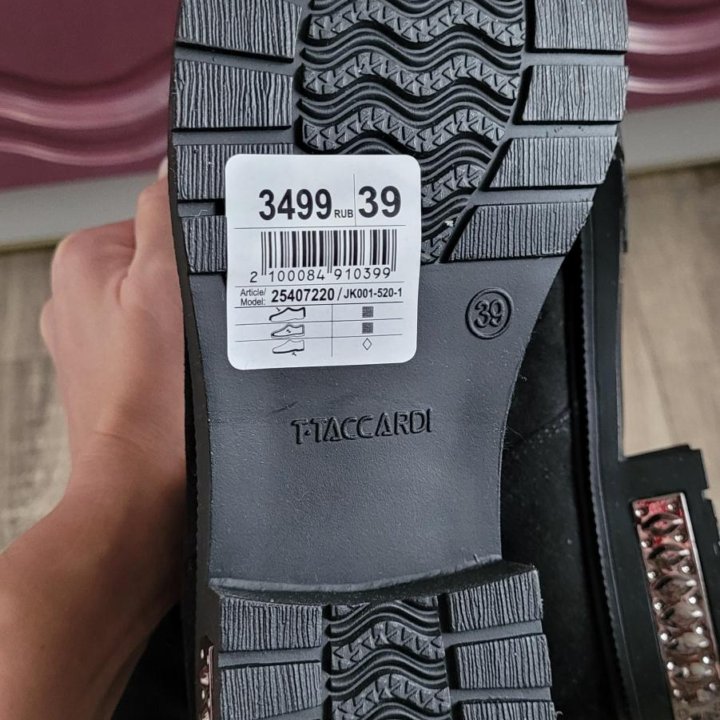 3499 RUB 39
2 100084 910399
Article/ Model: 25407220 / JK001-520-1
39
T·TACCARDI